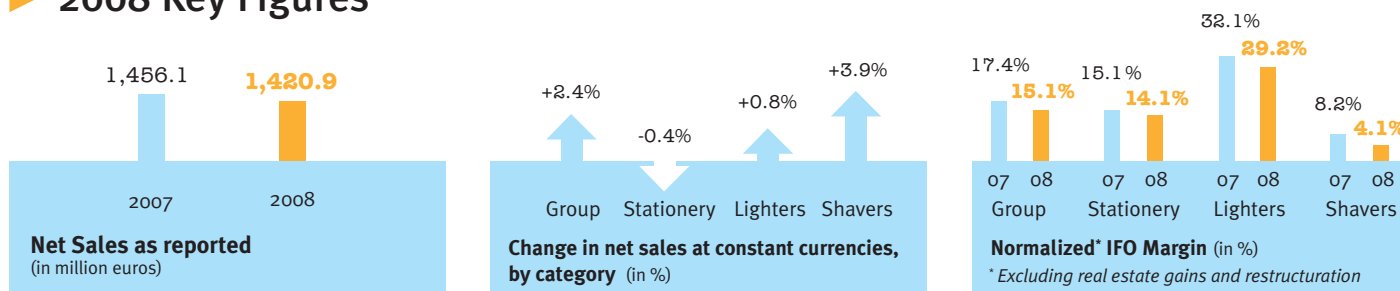 2008 Key Figures
1,456.1
1,420.9
2007
2008
Net Sales as reported
(in million euros)
+2.4%
-0.4%
+0.8%
+3.9%
Group Stationery Lighters Shavers
Change in net sales at constant currencies,
by category (in %)
17.4%
15.1%
15.1%
14.1%
32.1%
29.2%
8.2%
4.1%
07 08 07 08 07 08 07 08
Group Stationery Lighters Shavers
Normalized* IFO Margin (in %)
* Excluding real estate gains and restructuration